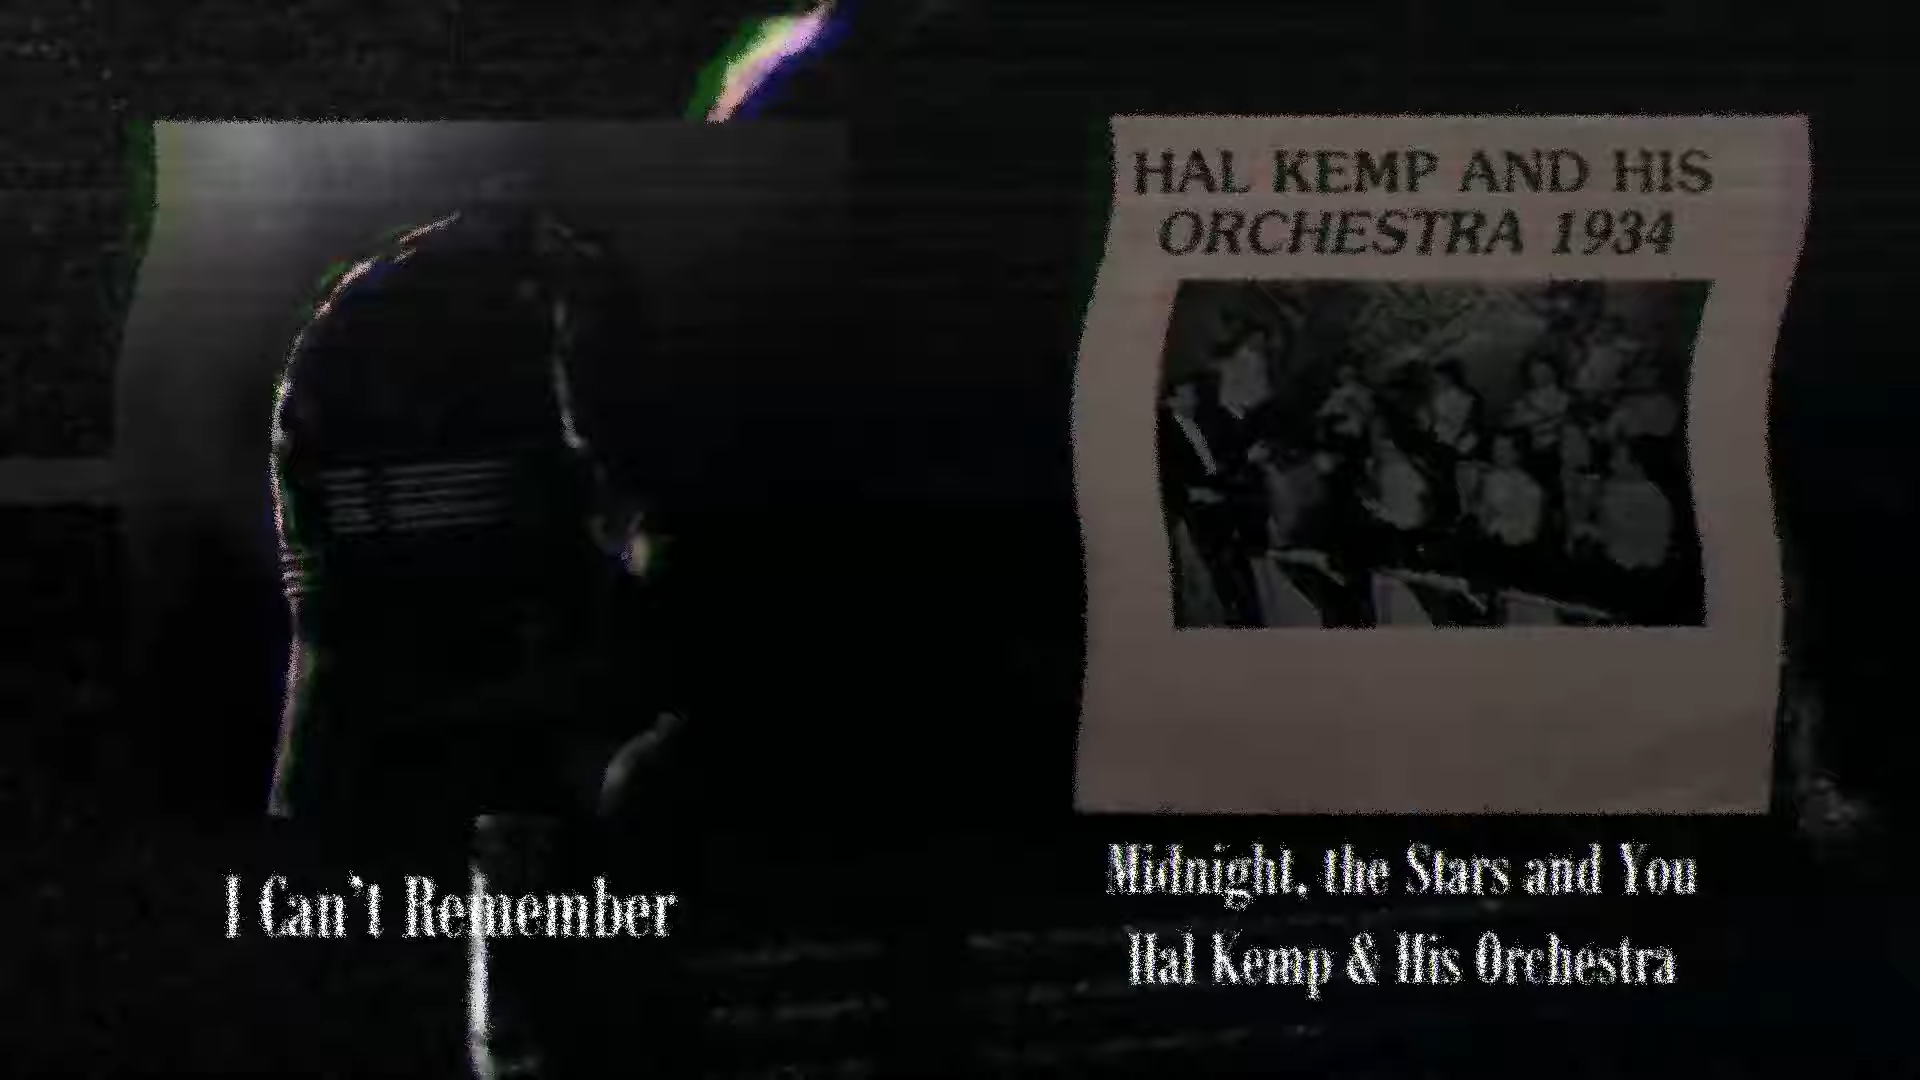 HAL KEMP AND HIS
ORCHESTRA 1934
I Can't Remember
Midnight, the Stars and You
Hal Kemp & His Orchestra